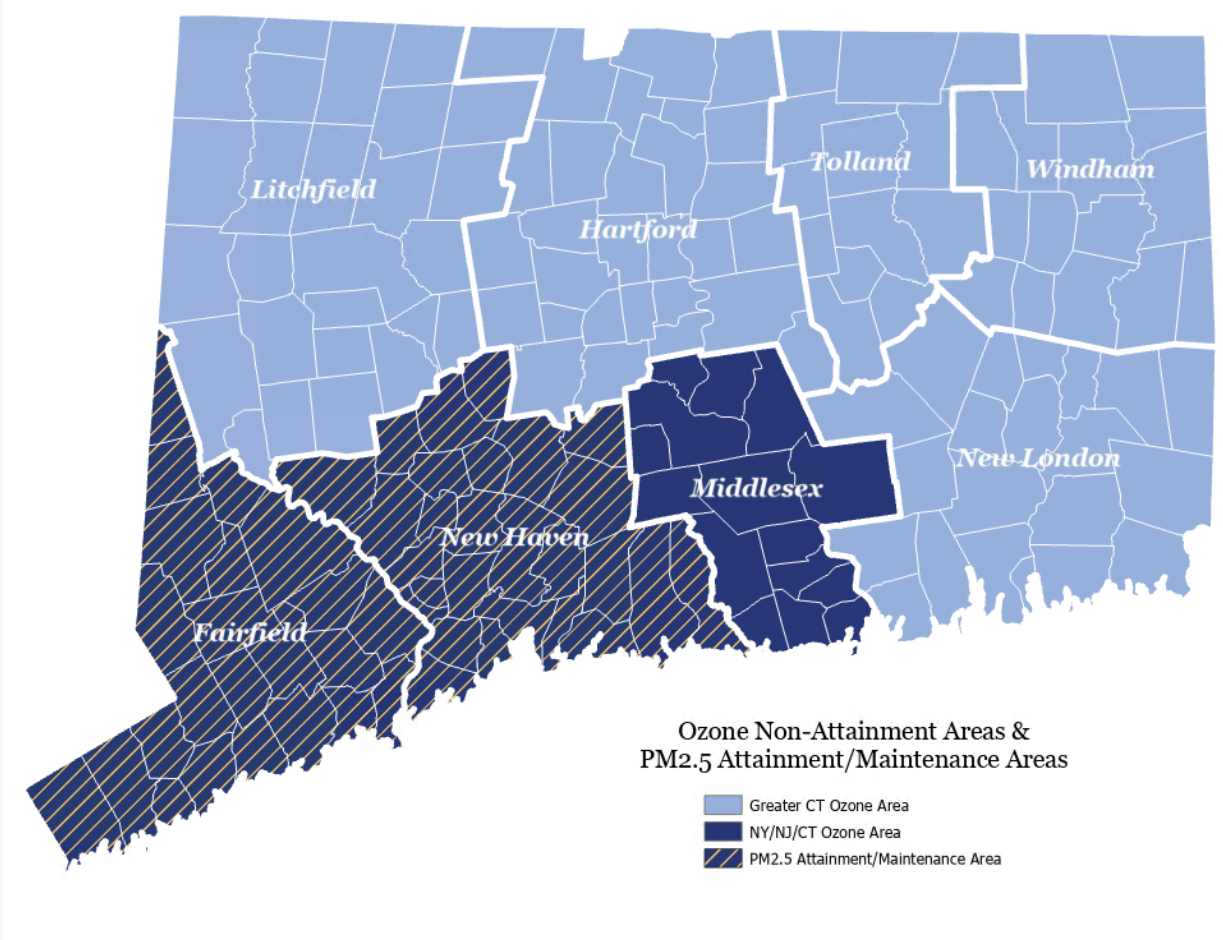 Tolland
Windham
Litchfield
Hartford
New London
Middlesex
New Haven
Fairfield
Ozone Non-Attainment Areas &
PM2.5 Attainment/Maintenance Areas
Greater CT Ozone Area
NY/NJ/CT Ozone Area
PM2.5 Attainment/Maintenance Area